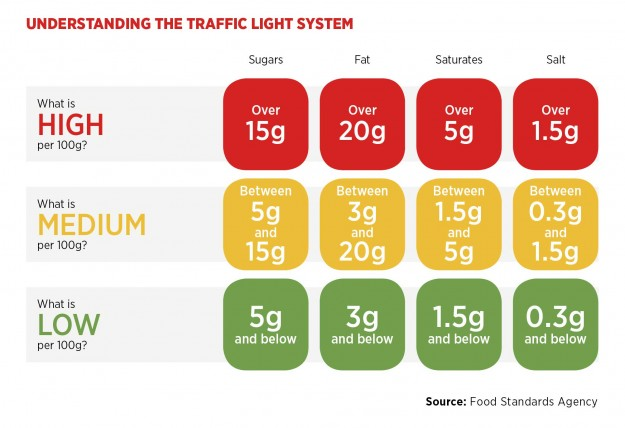 UNDERSTANDING THE TRAFFIC LIGHT SYSTEM
Sugars
Fat
Saturates
Salt
What is
HIGH
per 100g?
Over
15g
Over
20g
Over
5g
Over
1.5g
What is
MEDIUM
per 100g?
Between
5g
and
15g
Between
3g
and
20g
Between
1.5g
and
5g
Between
0.3g
and
1.5g
What is
LOW
per 100g?
5g
and below
3g
and below
1.5g
and below
0.3g
and below
Source: Food Standards Agency